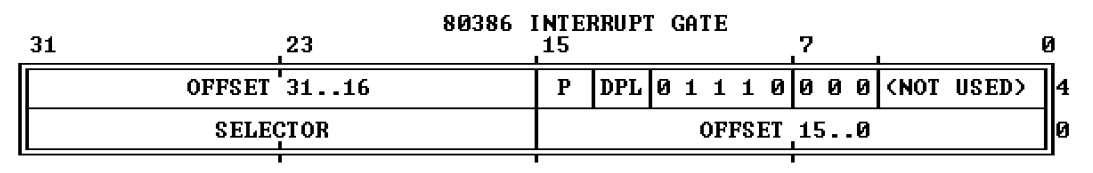 80386 INTERRUPT GATE
31 23 15 7 0
OFFSET 31..16 P DPL 0 1 1 1 0 0 0 0 (NOT USED) 4
SELECTOR OFFSET 15..0 0